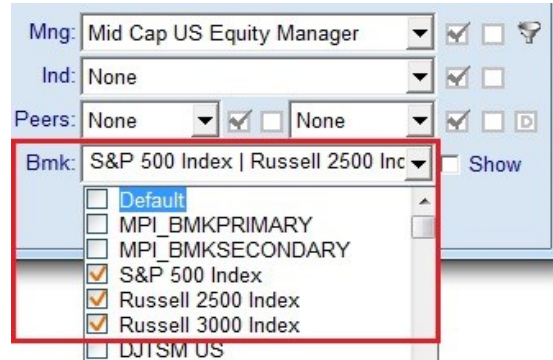 Mng: Mid Cap US Equity Manager
Ind: None
Peers: None None D
Bmk: S&P 500 Index | Russell 2500 Inc Show
Default
MPI_BMKPRIMARY
MPI_BMKSECONDARY
S&P 500 Index
Russell 2500 Index
Russell 3000 Index
DJTSM US